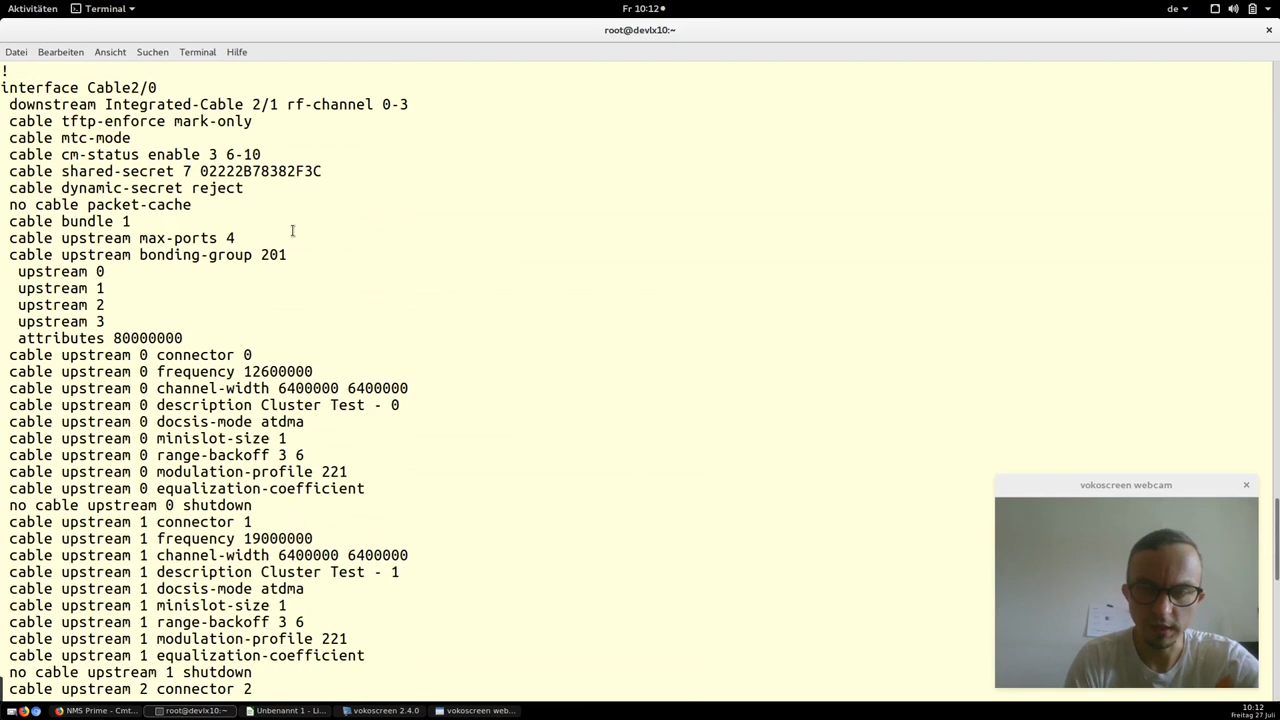 Aktivitäten
Terminal
Fr 10:12
de
root@devlx10:~
Datei Bearbeiten Ansicht Suchen Terminal Hilfe
!
interface Cable2/0
downstream Integrated-Cable 2/1 rf-channel 0-3
cable tftp-enforce mark-only
cable mtc-mode
cable cm-status enable 3 6-10
cable shared-secret 7 02222B78382F3C
cable dynamic-secret reject
no cable packet-cache
cable bundle 1
cable upstream max-ports 4
cable upstream bonding-group 201
upstream 0
upstream 1
upstream 2
upstream 3
attributes 80000000
cable upstream 0 connector 0
cable upstream 0 frequency 12600000
cable upstream 0 channel-width 6400000 6400000
cable upstream 0 description Cluster Test - 0
cable upstream 0 docsis-mode atdma
cable upstream 0 minislot-size 1
cable upstream 0 range-backoff 3 6
cable upstream 0 modulation-profile 221
cable upstream 0 equalization-coefficient
no cable upstream 0 shutdown
cable upstream 1 connector 1
cable upstream 1 frequency 19000000
cable upstream 1 channel-width 6400000 6400000
cable upstream 1 description Cluster Test - 1
cable upstream 1 docsis-mode atdma
cable upstream 1 minislot-size 1
cable upstream 1 range-backoff 3 6
cable upstream 1 modulation-profile 221
cable upstream 1 equalization-coefficient
no cable upstream 1 shutdown
cable upstream 2 connector 2
vokoscreen webcam
NMS Prime - Cmt...
root@devlx10:~
Unbenannt 1 - Li...
vokoscreen 2.4.0
vokoscreen web...
10:12
Freitag 27 Juli